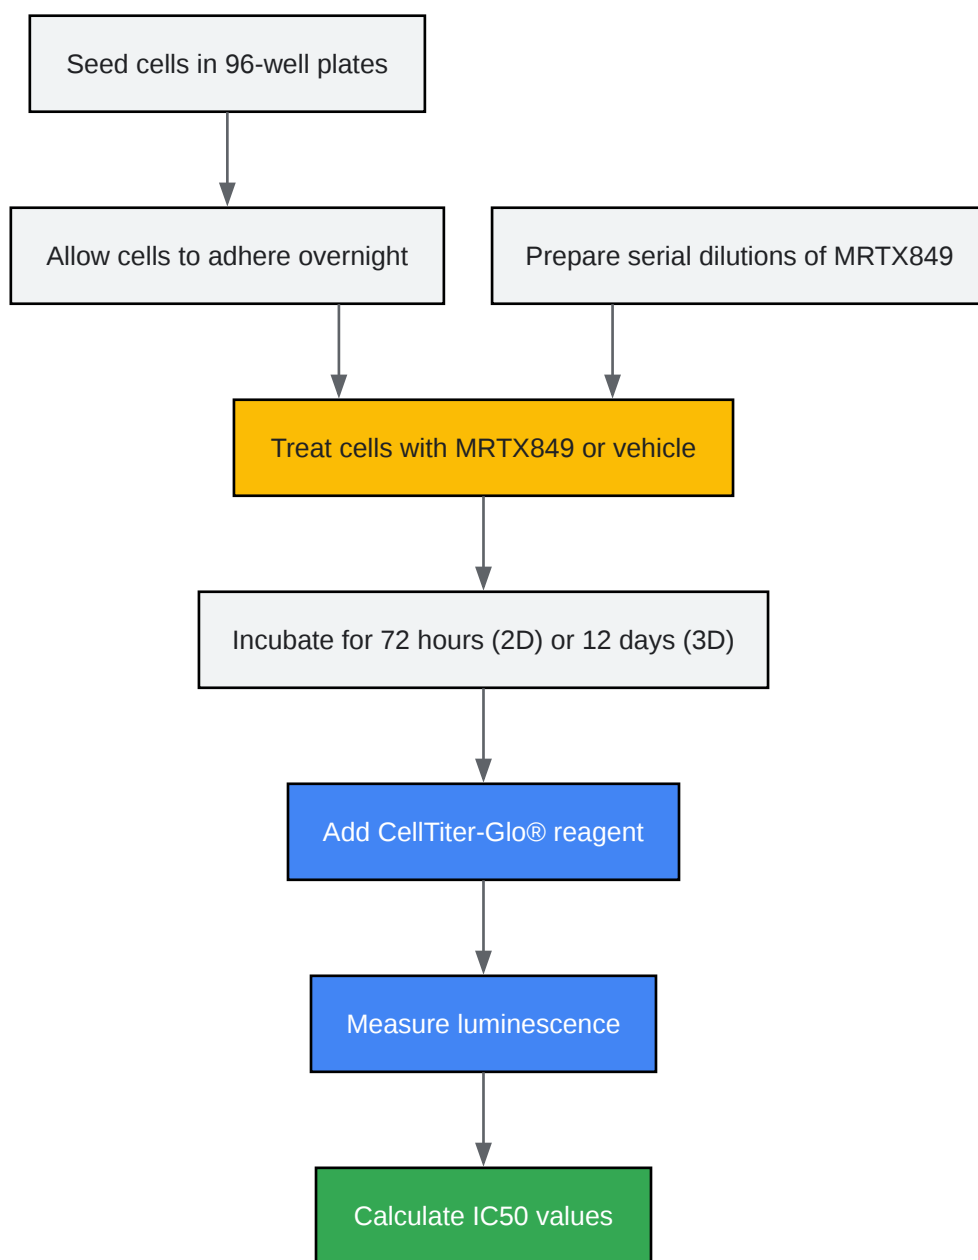 Seed cells in 96-well plates
Allow cells to adhere overnight
Prepare serial dilutions of MRTX849
Treat cells with MRTX849 or vehicle
Incubate for 72 hours (2D) or 12 days (3D)
Add CellTiter-Glo® reagent
Measure luminescence
Calculate IC50 values